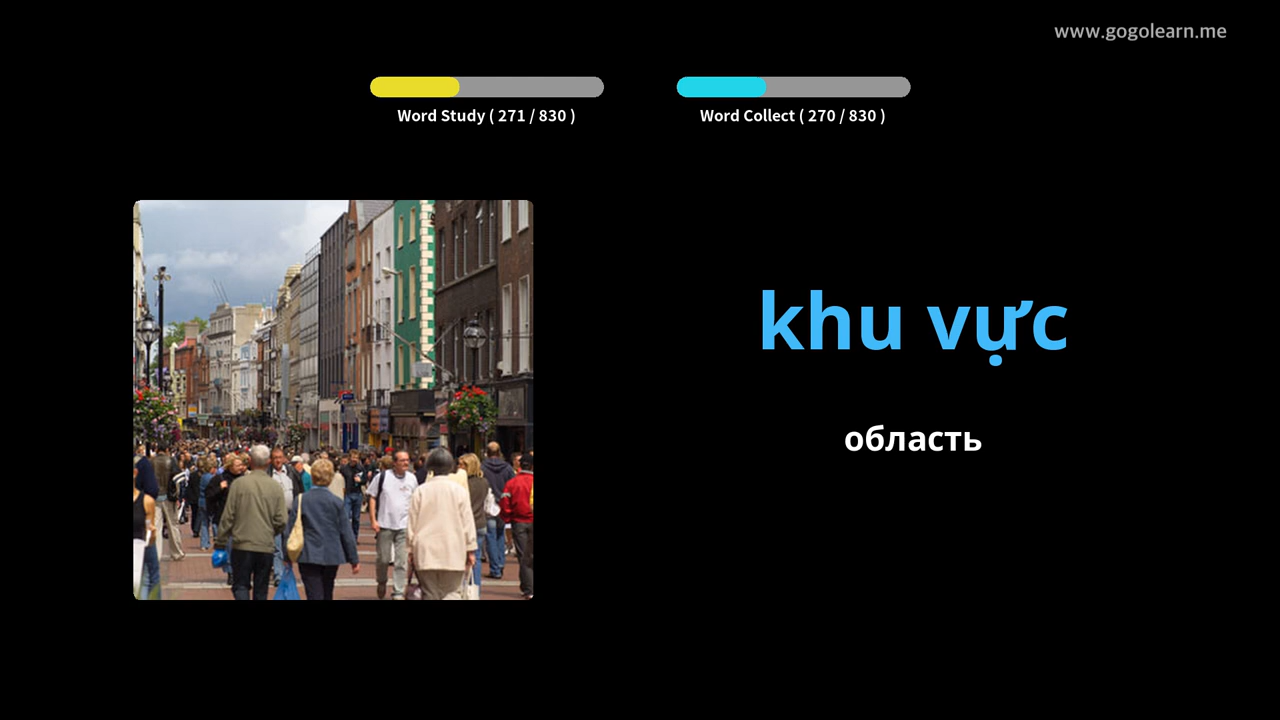 www.gogolearn.me
Word Study ( 271 / 830 )
Word Collect ( 270 / 830 )
khu vực
область